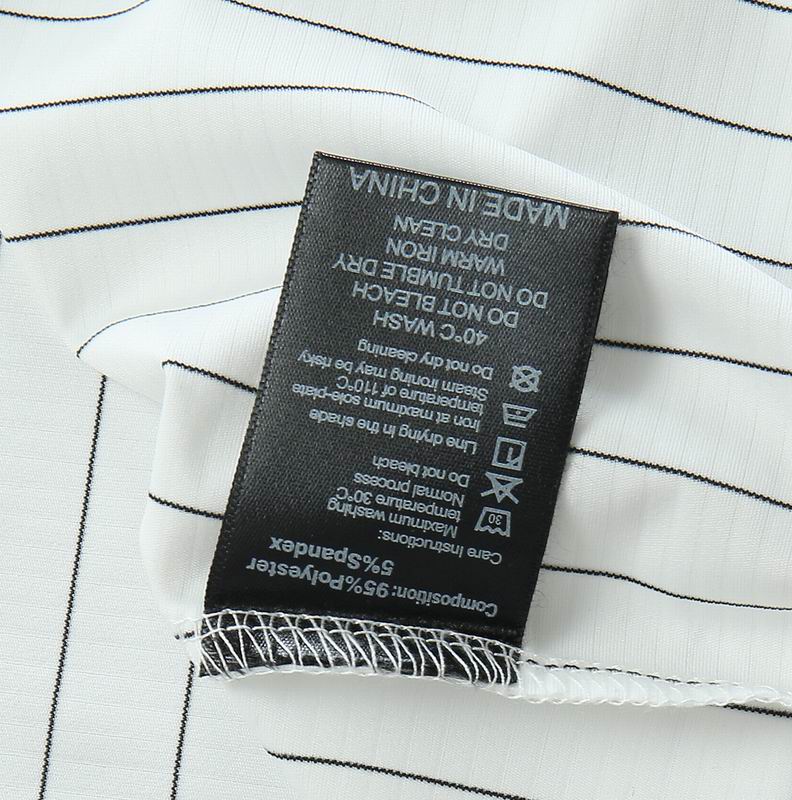 Composition: 95%Polyester
5%Spandex
Care Instructions:
30
Maximum washing
temperature 30°C
Normal process
Do not bleach
Line drying in the shade
Iron at maximum sole-plate
temperature of 110°C
Steam ironing may be risky
Do not dry cleaning
40°C WASH
DO NOT BLEACH
DO NOT TUMBLE DRY
WARM IRON
DRY CLEAN
MADE IN CHINA